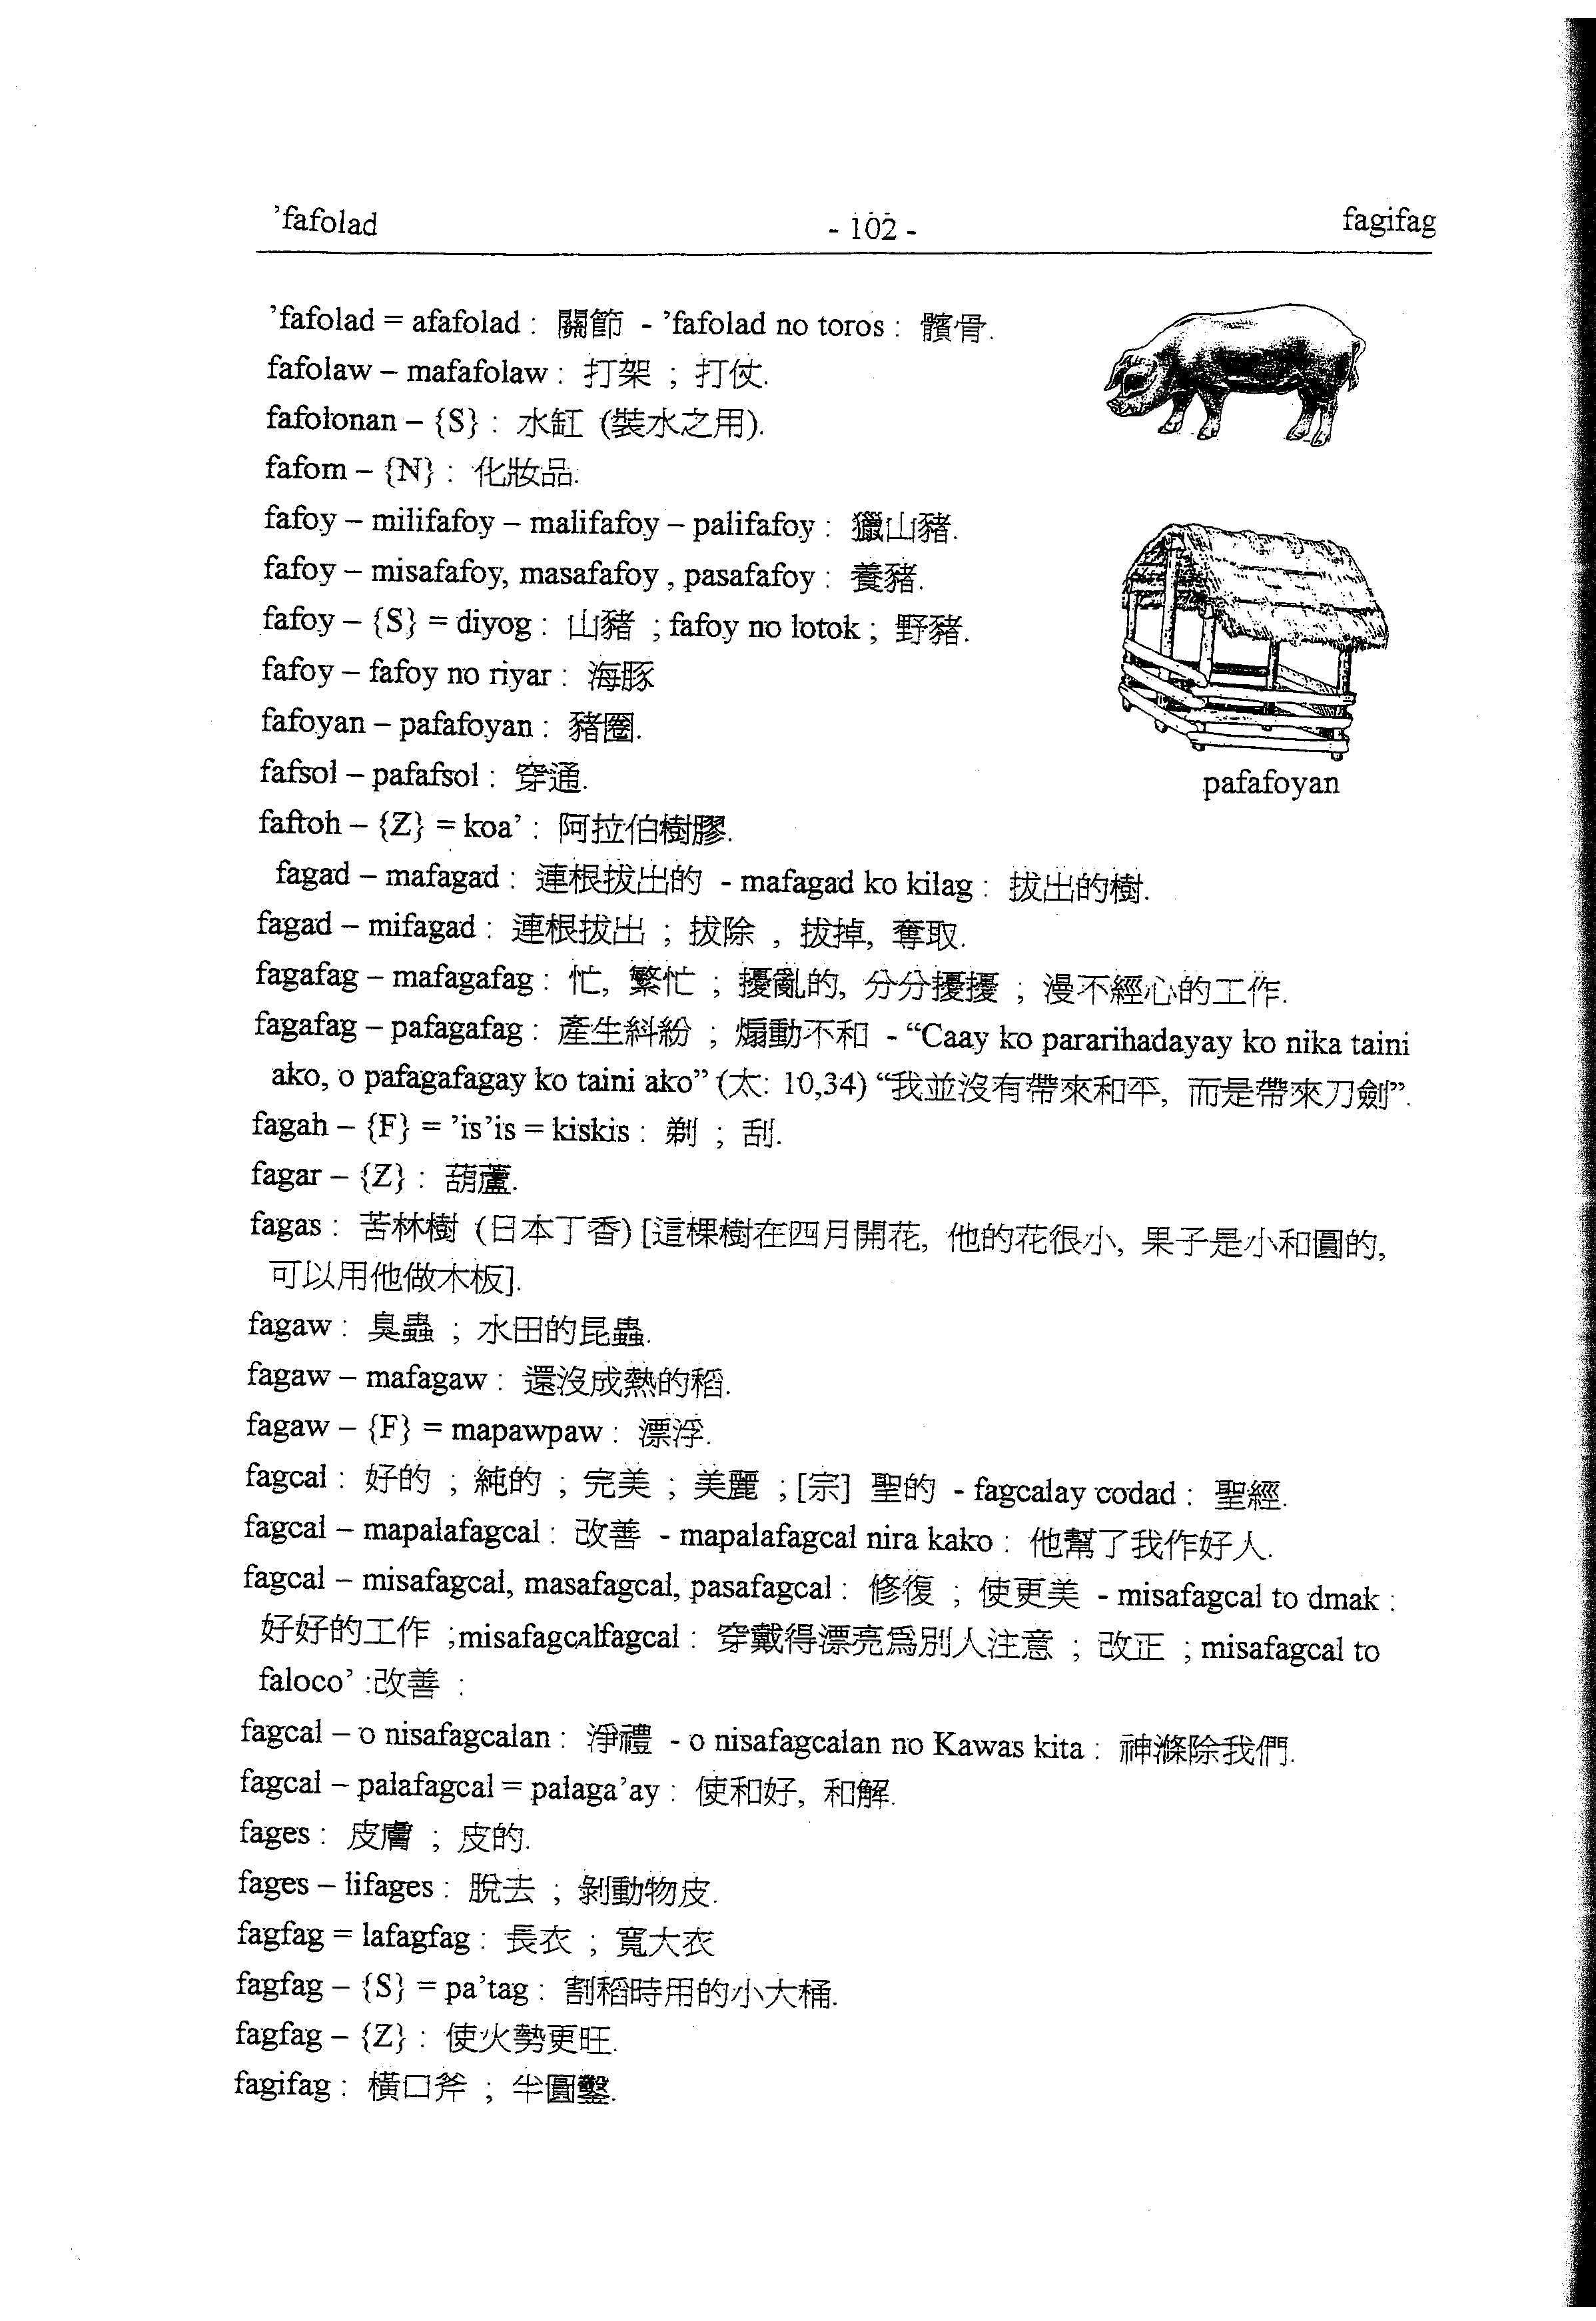 ’fafolad - 102 - fagifag
’fafolad = afafolad : 關節 - ’fafolad no toros : 髕骨.
fafolaw – mafafolaw : 打架 ; 打仗.
fafolonan – {S} : 水缸 (裝水之用).
fafom – {N} : 化妝品.
fafoy – milifafoy – malifafoy – palifafoy : 獵山豬.
fafoy – misafafoy, masafafoy , pasafafoy : 養豬.
fafoy – {S} = diyog : 山豬 ; fafoy no lotok ; 野豬.
fafoy – fafoy no riyar : 海豚
fafoyan – pafafoyan : 豬圈.
fafsol – pafafsol : 穿通.
pafafoyan
faftoh – {Z} = koa’ : 阿拉伯樹膠.
fagad – mafagad : 連根拔出的 - mafagad ko kilag : 拔出的樹.
fagad – mifagad : 連根拔出 ; 拔除 , 拔掉, 奪取.
fagafag – mafagafag : 忙, 繁忙 ; 擾亂的, 分分擾擾 ; 漫不經心的工作.
fagafag – pafagafag : 產生糾紛 ; 煽動不和 - “Caay ko pararihadayay ko nika taini
ako, o pafagafagay ko taini ako” (太: 10,34) “我並沒有帶來和平, 而是帶來刀劍”.
fagah – {F} = ’is’is = kiskis : 剃 ; 刮.
fagar – {Z} : 葫蘆.
fagas : 苦林樹 (日本丁香) [這棵樹在四月開花, 他的花很小, 果子是小和圓的,
可以用他做木板].
fagaw : 臭蟲 ; 水田的昆蟲.
fagaw – mafagaw : 還沒成熱的稻.
fagaw – {F} = mapawpaw : 漂浮.
fagcal : 好的 ; 純的 ; 完美 ; 美麗 ; [宗] 聖的 - fagcalay codad : 聖經.
fagcal – mapalafagcal : 改善 - mapalafagcal nira kako : 他幫了我作好人.
fagcal – misafagcal, masafagcal, pasafagcal : 修復 ; 使更美 - misafagcal to dmak :
好好的工作 ;misafagcalfagcal : 穿戴得漂亮爲別人注意 ; 改正 ; misafagcal to
faloco’ :改善 :
fagcal – o nisafagcalan : 淨禮 - o nisafagcalan no Kawas kita : 神滌除我們.
fagcal – palafagcal = palaga’ay : 使和好, 和解.
fages : 皮膚 ; 皮的.
fages – lifages : 脫去 ; 剝動物皮.
fagfag = lafagfag : 長衣 ; 寬大衣
fagfag – {S} = pa’tag : 割稻時用的小大桶.
fagfag – {Z} : 使火勢更旺.
fagifag : 橫口斧 ; 半圓鑿.